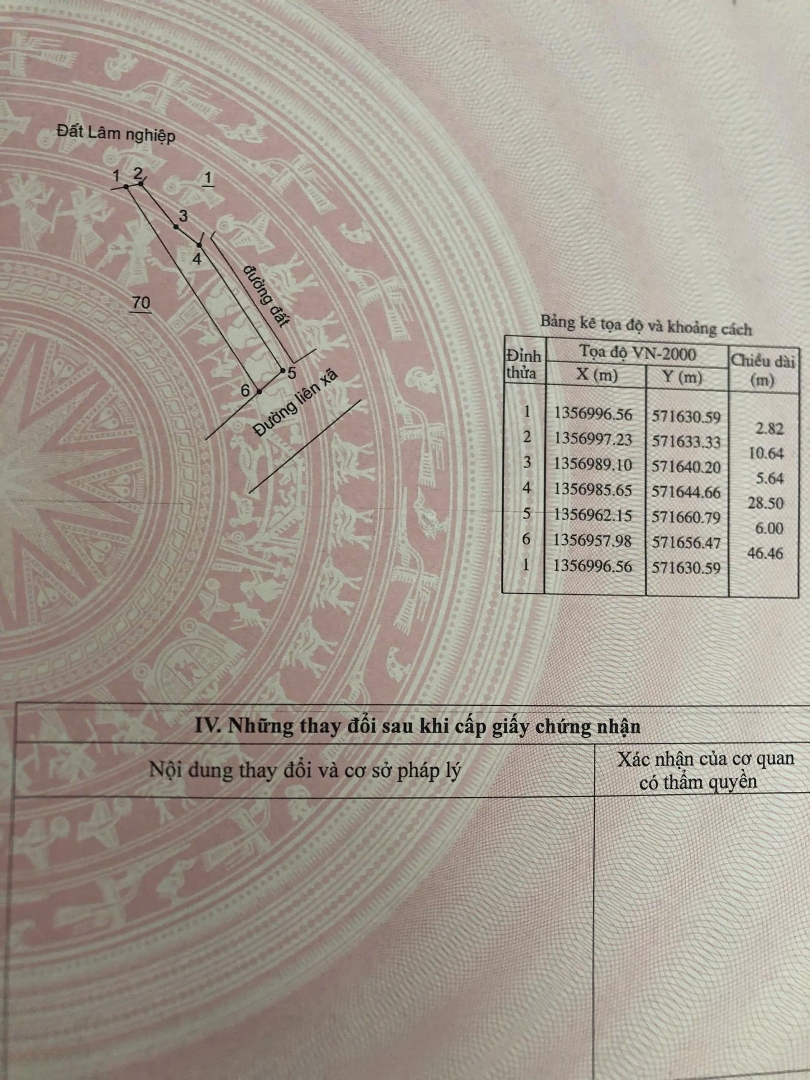 Đất Lâm nghiệp
1 2 1
3
4
đường đất
70
5
6
Đường liên xã
Bảng kê tọa độ và khoảng cách
Đỉnh thửa Tọa độ VN-2000 Chiều dài (m)
X (m) Y (m)
1 1356996.56 571630.59
2.82
2 1356997.23 571633.33
10.64
3 1356989.10 571640.20
5.64
4 1356985.65 571644.66
28.50
5 1356962.15 571660.79
6.00
6 1356957.98 571656.47
46.46
1 1356996.56 571630.59
IV. Những thay đổi sau khi cấp giấy chứng nhận
Nội dung thay đổi và cơ sở pháp lý
Xác nhận của cơ quan
có thẩm quyền